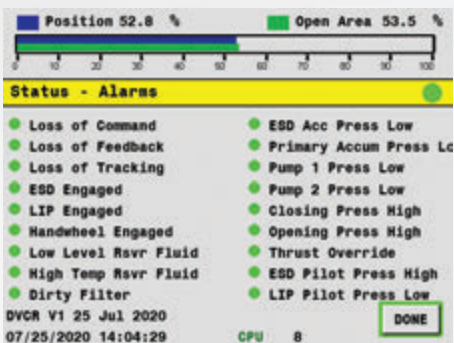 Position 52.8 % Open Area 53.5 %
0 10 20 30 40 50 60 70 80 90 100
Status - Alarms
Loss of Command
Loss of Feedback
Loss of Tracking
ESD Engaged
LIP Engaged
Handwheel Engaged
Low Level Rsvr Fluid
High Temp Rsvr Fluid
Dirty Filter
ESD Acc Press Low
Primary Accum Press Lo
Pump 1 Press Low
Pump 2 Press Low
Closing Press High
Opening Press High
Thrust Override
ESD Pilot Press High
LIP Pilot Press Low
DVCR V1 25 Jul 2020
07/25/2020 14:04:29 CPU 8
DONE